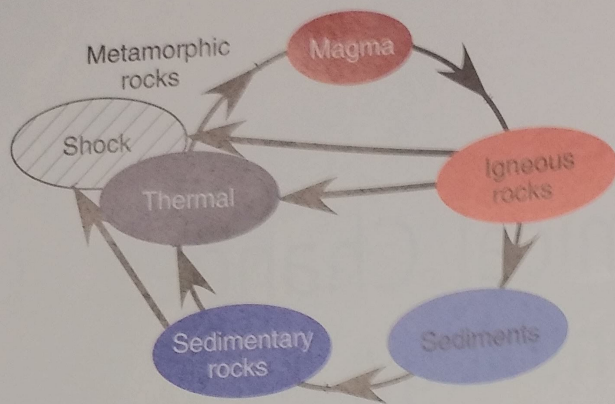 Metamorphic
rocks
Magma
Shock
Thermal
Igneous
rocks
Sedimentary
rocks
Sediments